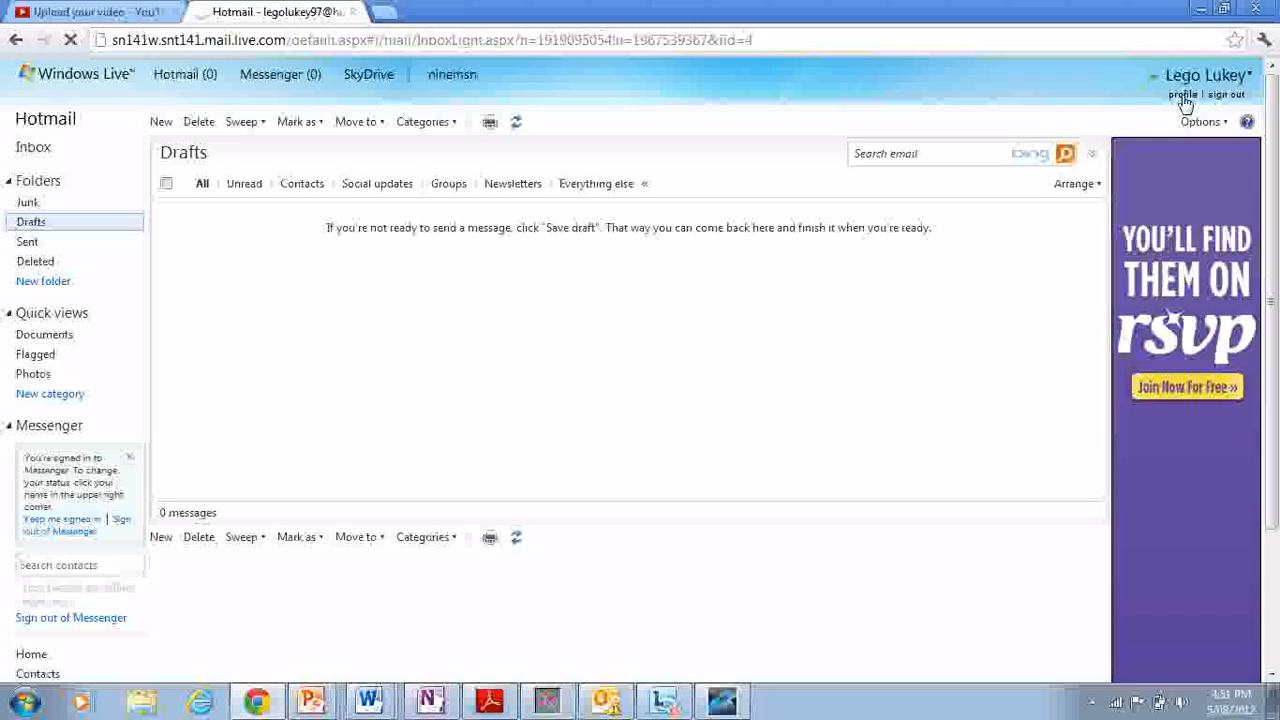 Upload your video - YouT
Hotmail - legolukey97@h
sn141w.snt141.mail.live.com/default.aspx#!/mail/InboxLight.aspx?n=1919095054!n=1967539367&fid=4
Windows Live™ Hotmail (0) Messenger (0) SkyDrive ninemsn Lego Lukey
profile | sign out
Hotmail New Delete Sweep Mark as Move to Categories Options
Inbox
Drafts Search email bing
Folders
All Unread Contacts Social updates Groups Newsletters Everything else « Arrange
Junk
Drafts
If you're not ready to send a message, click "Save draft". That way you can come back here and finish it when you're ready.
Sent
Deleted
New folder
Quick views
Documents
Flagged
Photos
New category
Messenger
You're signed in to
Messenger. To change
your status click your
name in the upper right
corner.
Keep me signed in | Sign
out of Messenger
0 messages
New Delete Sweep Mark as Move to Categories
Search contacts
Sign out of Messenger
Home
Contacts
YOU'LL FIND
THEM ON
rsvp
Join Now For Free »